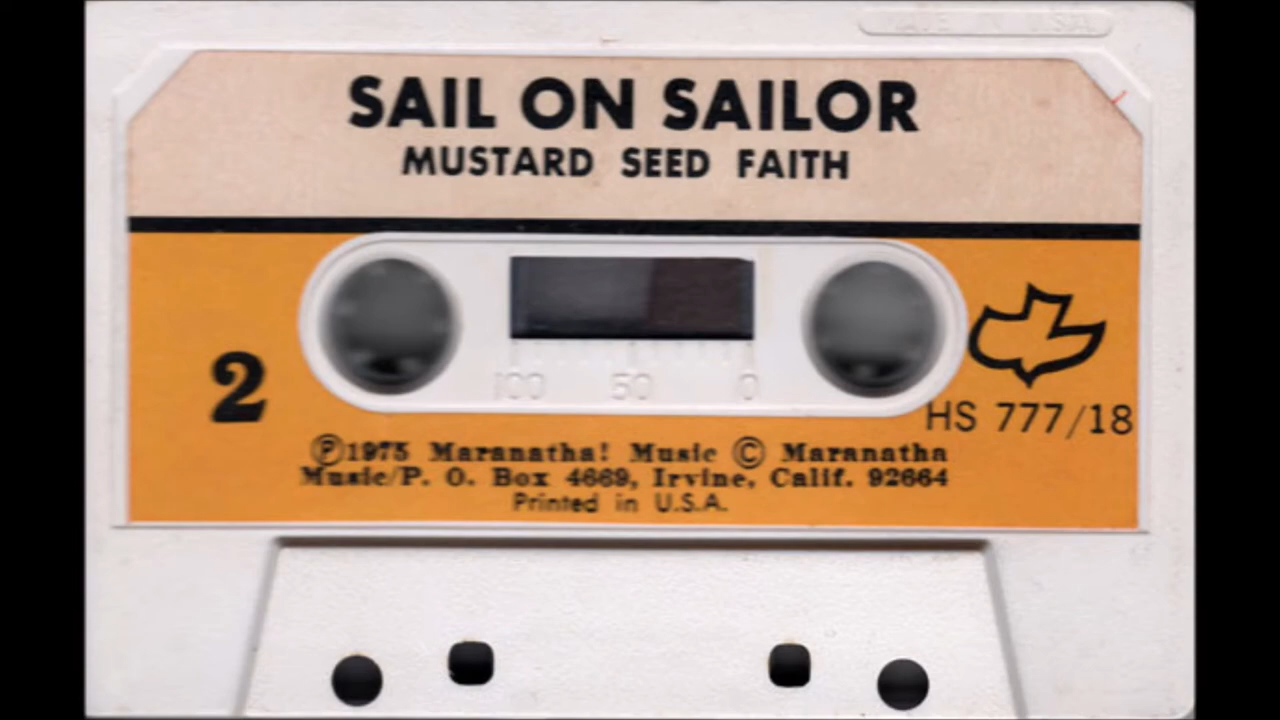 MADE IN U.S.A.
SAIL ON SAILOR
MUSTARD SEED FAITH
100 50 0
2
HS 777/18
Ⓟ1975 Maranatha! Music © Maranatha
Music/P. O. Box 4669, Irvine, Calif. 92664
Printed in U.S.A.